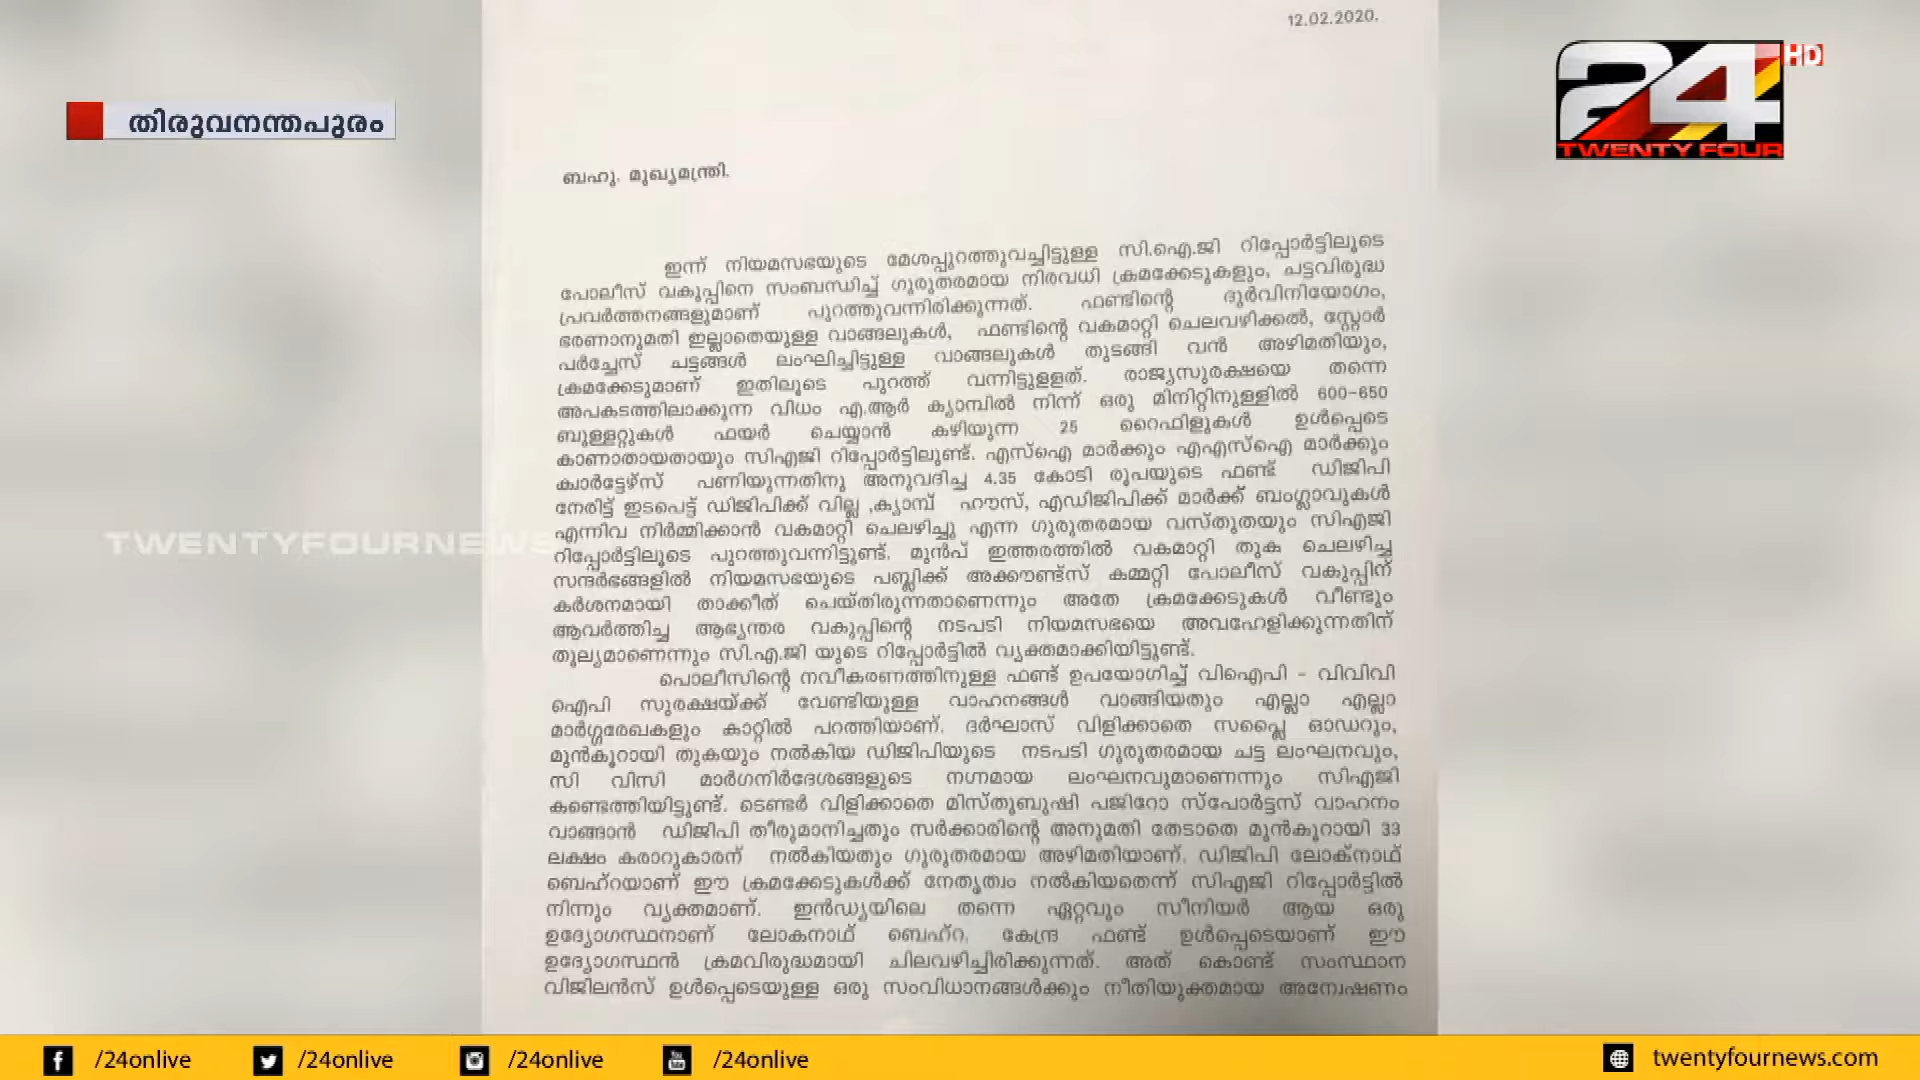 12.02.2020.
24 HD
TWENTY FOUR
തിരുവനന്തപുരം
ബഹു. മുഖ്യമന്ത്രി.
ഇന്ന് നിയമസഭയുടെ മേശപ്പുറത്തുവച്ചിട്ടുള്ള സി.ഐ.ജി റിപ്പോർട്ടിലൂടെ
പോലീസ് വകുപ്പിനെ സംബന്ധിച്ച് ഗുരുതരമായ നിരവധി ക്രമക്കേടുകളും, ചട്ടവിരുദ്ധ
പ്രവർത്തനങ്ങളുമാണ് പുറത്തുവന്നിരിക്കുന്നത്. ഫണ്ടിന്റെ ദുർവിനിയോഗം,
ഭരണാനുമതി ഇല്ലാതെയുള്ള വാങ്ങലുകൾ, ഫണ്ടിന്റെ വകമാറ്റി ചെലവഴിക്കൽ, സ്റ്റോർ
പർച്ചേസ് ചട്ടങ്ങൾ ലംഘിച്ചിട്ടുള്ള വാങ്ങലുകൾ തുടങ്ങി വൻ അഴിമതിയും,
ക്രമക്കേടുമാണ് ഇതിലൂടെ പുറത്ത് വന്നിട്ടുളളത്. രാജ്യസുരക്ഷയെ തന്നെ
അപകടത്തിലാക്കുന്ന വിധം എ.ആർ ക്യാമ്പിൽ നിന്ന് ഒരു മിനിറ്റിനുള്ളിൽ 600-650
ബുള്ളറ്റുകൾ ഫയർ ചെയ്യാൻ കഴിയുന്ന 25 റൈഫിളുകൾ ഉൾപ്പെടെ
കാണാതായതായും സിഎജി റിപ്പോർട്ടിലുണ്ട്. എസ്ഐ മാർക്കും എഎസ്ഐ മാർക്കും
ക്വാർട്ടേഴ്സ് പണിയുന്നതിനു അനുവദിച്ച 4.35 കോടി രൂപയുടെ ഫണ്ട് ഡിജിപി
നേരിട്ട് ഇടപെട്ട് ഡിജിപിക്ക് വില്ല ,ക്യാമ്പ് ഹൗസ്, എഡിജിപിക്ക് മാർക്ക് ബംഗ്ലാവുകൾ
എന്നിവ നിർമ്മിക്കാൻ വകമാറ്റി ചെലഴിച്ചു എന്ന ഗുരുതരമായ വസ്തുതയും സിഎജി
റിപ്പോർട്ടിലൂടെ പുറത്തുവന്നിട്ടുണ്ട്. മുൻപ് ഇത്തരത്തിൽ വകമാറ്റി തുക ചെലഴിച്ച
സന്ദർഭങ്ങളിൽ നിയമസഭയുടെ പബ്ലിക്ക് അക്കൗണ്ട്സ് കമ്മറ്റി പോലീസ് വകുപ്പിന്
കർശനമായി താക്കീത് ചെയ്തിരുന്നതാണെന്നും അതേ ക്രമക്കേടുകൾ വീണ്ടും
ആവർത്തിച്ച ആഭ്യന്തര വകുപ്പിന്റെ നടപടി നിയമസഭയെ അവഹേളിക്കുന്നതിന്
തുല്യമാണെന്നും സി.എ.ജി യുടെ റിപ്പോർട്ടിൽ വ്യക്തമാക്കിയിട്ടുണ്ട്.
പൊലീസിന്റെ നവീകരണത്തിനുള്ള ഫണ്ട് ഉപയോഗിച്ച് വിഐപി – വിവിവി
ഐപി സുരക്ഷയ്ക്ക് വേണ്ടിയുള്ള വാഹനങ്ങൾ വാങ്ങിയതും എല്ലാ എല്ലാ
മാർഗ്ഗരേഖകളും കാറ്റിൽ പറത്തിയാണ്. ദർഘാസ് വിളിക്കാതെ സപ്ലൈ ഓഡറും,
മുൻകൂറായി തുകയും നൽകിയ ഡിജിപിയുടെ നടപടി ഗുരുതരമായ ചട്ട ലംഘനവും,
സി വിസി മാർഗനിർദേശങ്ങളുടെ നഗ്നമായ ലംഘനവുമാണെന്നും സിഎജി
കണ്ടെത്തിയിട്ടുണ്ട്. ടെണ്ടർ വിളിക്കാതെ മിസ്തുബുഷി പജിറോ സ്പോർട്ടസ് വാഹനം
വാങ്ങാൻ ഡിജിപി തീരുമാനിച്ചതും സർക്കാരിന്റെ അനുമതി തേടാതെ മുൻകൂറായി 33
ലക്ഷം കരാറുകാരന് നൽകിയതും ഗുരുതരമായ അഴിമതിയാണ്. ഡിജിപി ലോക്നാഥ്
ബെഹ്റയാണ് ഈ ക്രമക്കേടുകൾക്ക് നേതൃത്വം നൽകിയതെന്ന് സിഎജി റിപ്പോർട്ടിൽ
നിന്നും വ്യക്തമാണ്. ഇൻഡ്യയിലെ തന്നെ ഏറ്റവും സീനിയർ ആയ ഒരു
ഉദ്യോഗസ്ഥനാണ് ലോകനാഥ് ബെഹ്റ. കേന്ദ്ര ഫണ്ട് ഉൾപ്പെടെയാണ് ഈ
ഉദ്യോഗസ്ഥൻ ക്രമവിരുദ്ധമായി ചിലവഴിച്ചിരിക്കുന്നത്. അത് കൊണ്ട് സംസ്ഥാന
വിജിലൻസ് ഉൾപ്പെടെയുള്ള ഒരു സംവിധാനങ്ങൾക്കും നീതിയുക്തമായ അന്വേഷണം
TWENTYFOURNEWS
/24onlive /24onlive /24onlive /24onlive twentyfournews.com